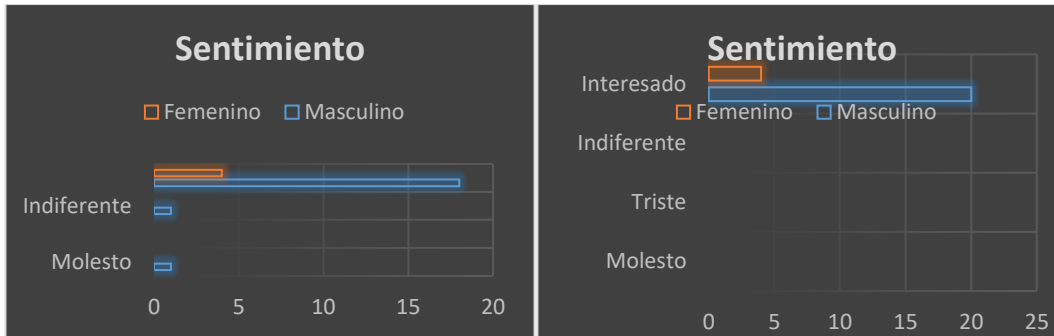 Sentimiento
Femenino Masculino
Indiferente
Molesto
0 5 10 15 20
Sentimiento
Interesado
Femenino Masculino
Indiferente
Triste
Molesto
0 5 10 15 20 25